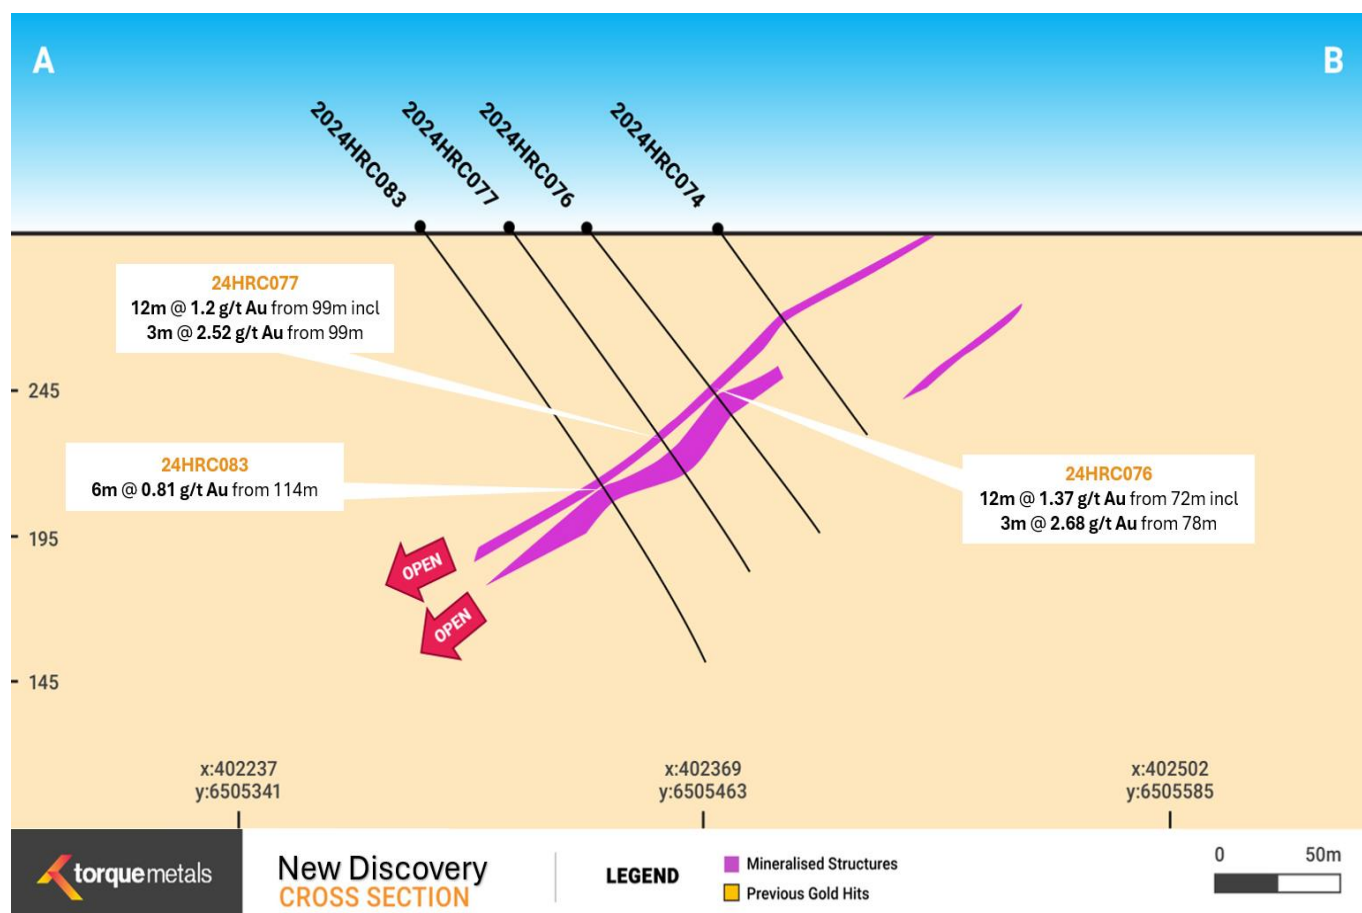 A
B
2024HRC083
2024HRC077
2024HRC076
2024HRC074
24HRC077
12m @ 1.2 g/t Au from 99m incl
3m @ 2.52 g/t Au from 99m
245
24HRC083
6m @ 0.81 g/t Au from 114m
24HRC076
12m @ 1.37 g/t Au from 72m incl
3m @ 2.68 g/t Au from 78m
195
OPEN
OPEN
145
x:402237
y:6505341
x:402369
y:6505463
x:402502
y:6505585
torquemetals
New Discovery
CROSS SECTION
LEGEND
Mineralised Structures
Previous Gold Hits
0 50m